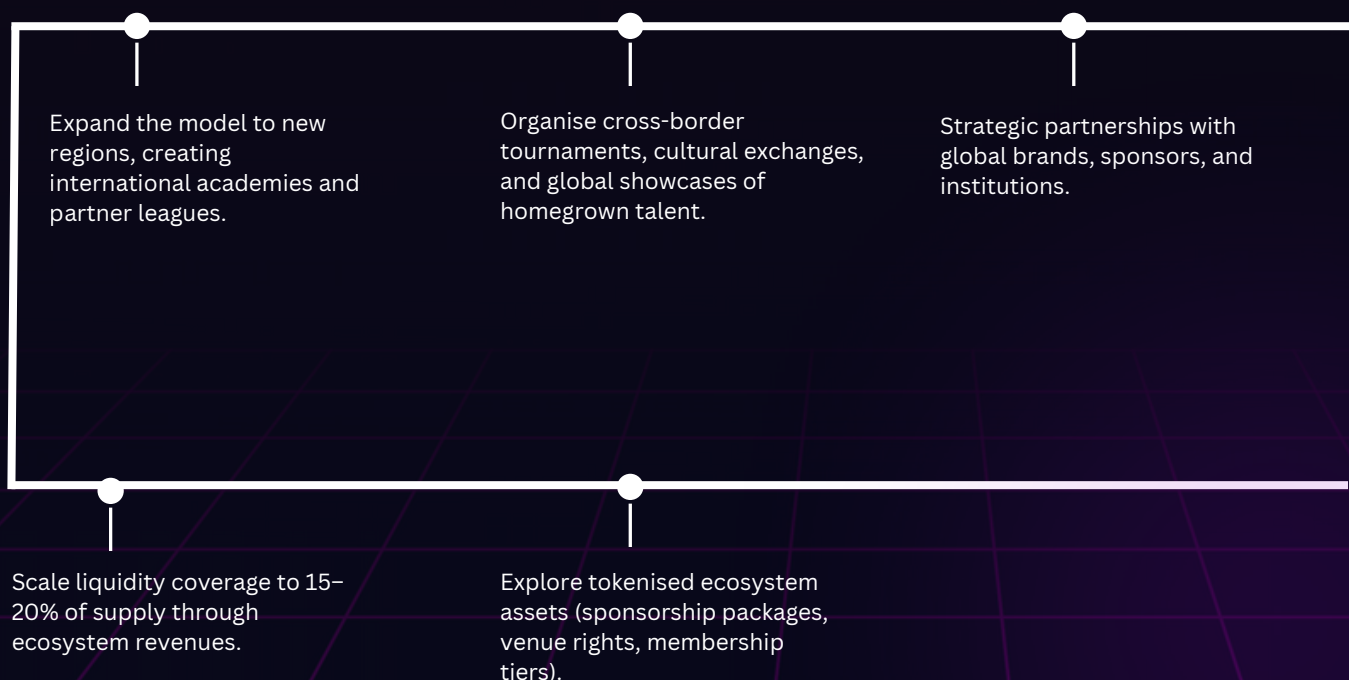 Expand the model to new
regions, creating
international academies and
partner leagues.
Organise cross-border
tournaments, cultural exchanges,
and global showcases of
homegrown talent.
Strategic partnerships with
global brands, sponsors, and
institutions.
Scale liquidity coverage to 15–
20% of supply through
ecosystem revenues.
Explore tokenised ecosystem
assets (sponsorship packages,
venue rights, membership
tiers).